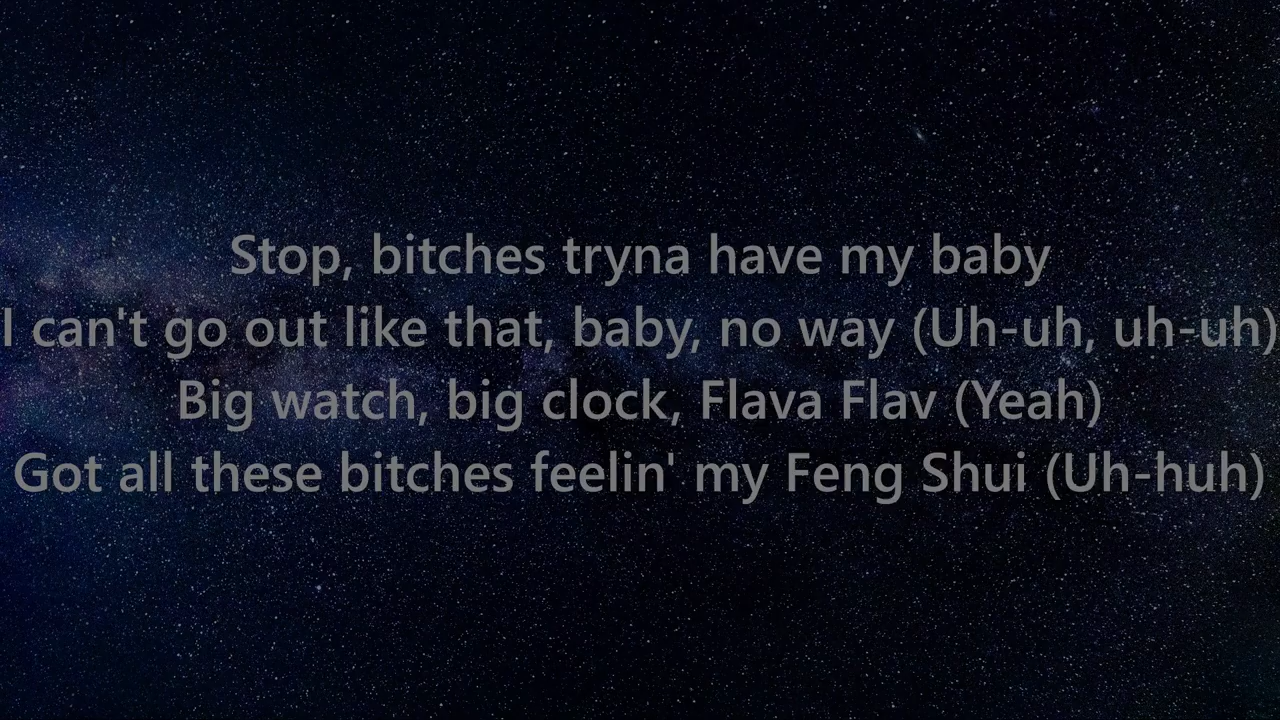 Stop, bitches tryna have my baby
I can't go out like that, baby, no way (Uh-uh, uh-uh)
Big watch, big clock, Flava Flav (Yeah)
Got all these bitches feelin' my Feng Shui (Uh-huh)